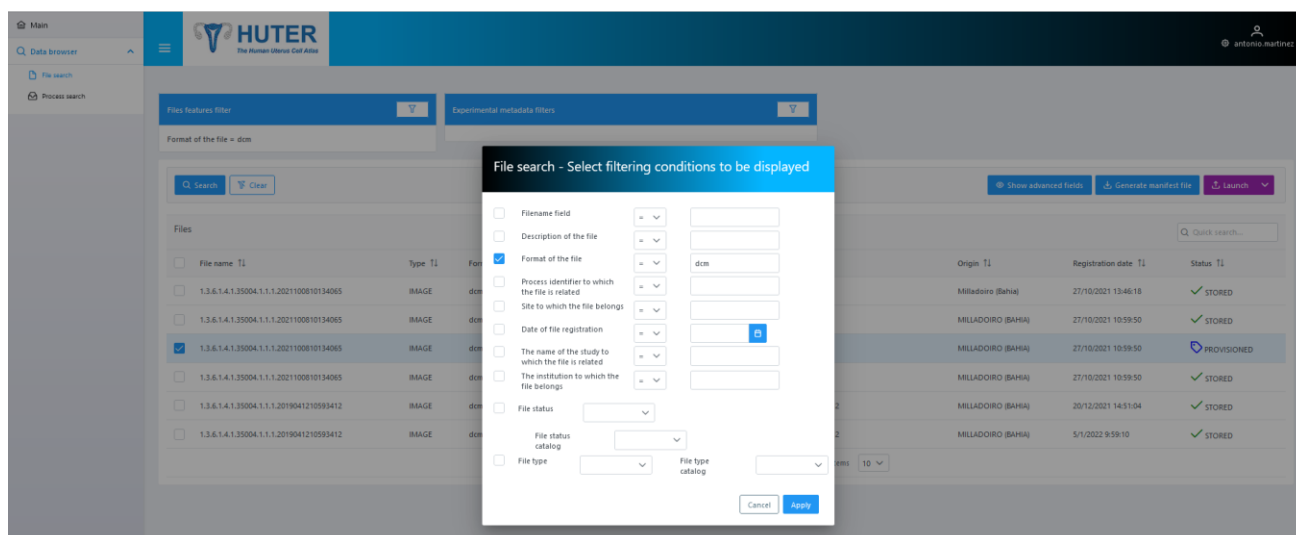 Main
Data browser
File search
Process search
HUTER
The Human Uterus Cell Atlas
antonio.martinez
Files features filter
Experimental metadata filters
Format of the file = dcm
Search
Clear
Show advanced fields
Generate manifest file
Launch
Files
Quick search...
File name
Type
Origin
Registration date
Status
1.3.6.1.4.1.35004.1.1.1.2021100810134065
IMAGE
Milladoiro (Bahia)
27/10/2021 13:46:18
STORED
1.3.6.1.4.1.35004.1.1.1.2021100810134065
IMAGE
MILLADOIRO (BAHIA)
27/10/2021 10:59:50
STORED
1.3.6.1.4.1.35004.1.1.1.2021100810134065
IMAGE
MILLADOIRO (BAHIA)
27/10/2021 10:59:50
PROVISIONED
1.3.6.1.4.1.35004.1.1.1.2021100810134065
IMAGE
MILLADOIRO (BAHIA)
27/10/2021 10:59:50
STORED
1.3.6.1.4.1.35004.1.1.1.2019041210593412
IMAGE
2
MILLADOIRO (BAHIA)
20/12/2021 14:51:04
STORED
1.3.6.1.4.1.35004.1.1.1.2019041210593412
IMAGE
2
MILLADOIRO (BAHIA)
5/1/2022 9:59:10
STORED
10
File search - Select filtering conditions to be displayed
Filename field
=
Description of the file
=
Format of the file
=
dcm
Process identifier to which
the file is related
=
Site to which the file belongs
=
Date of file registration
=
The name of the study to
which the file is related
=
The institution to which the
file belongs
=
File status
File status
catalog
File type
File type
catalog
Cancel
Apply